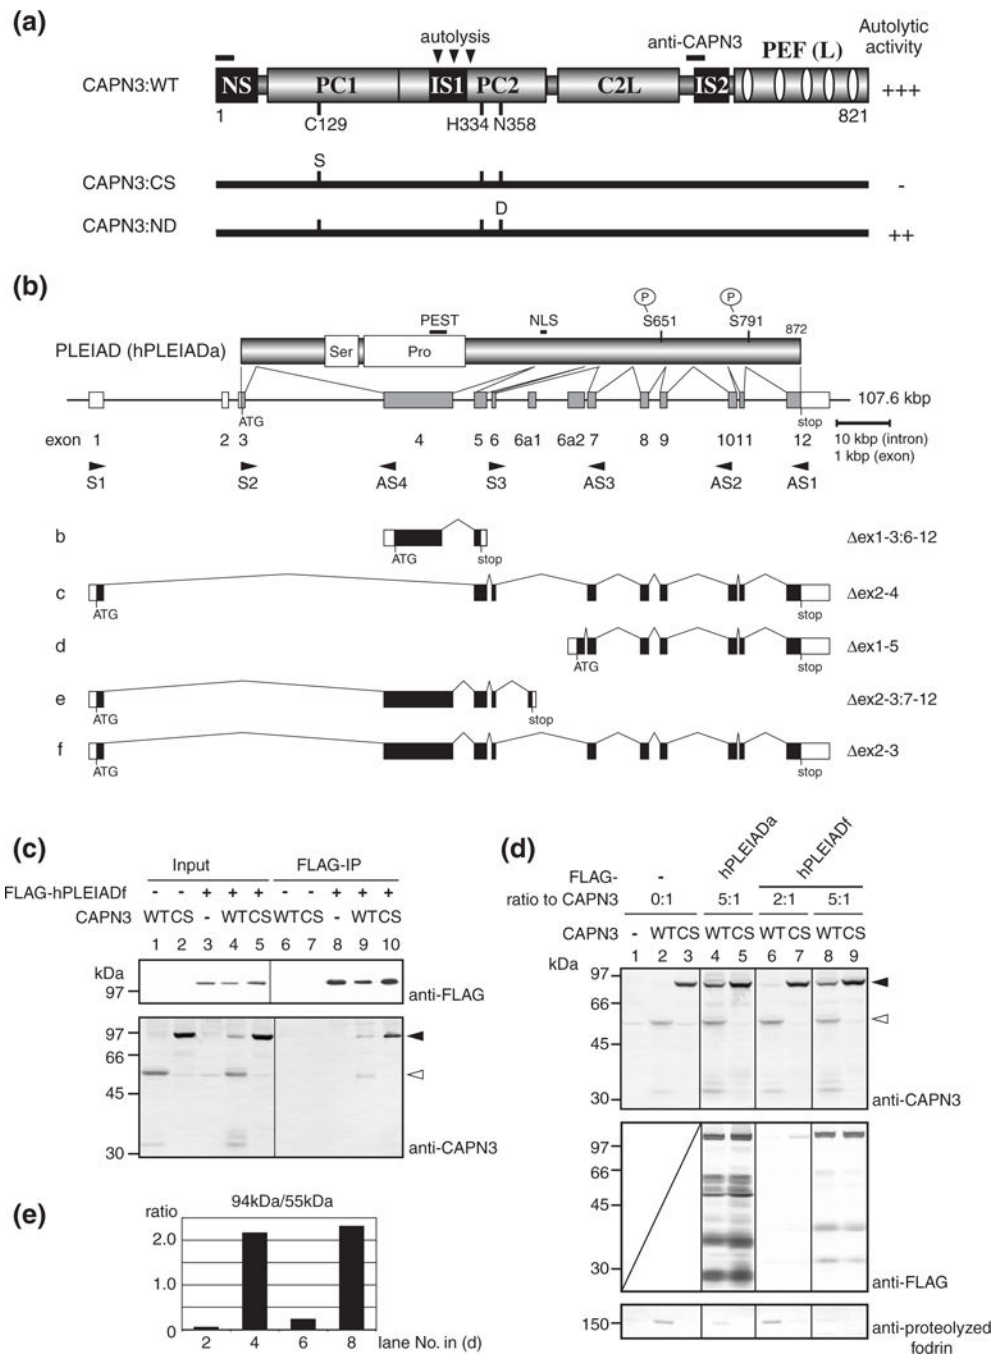 (a)
autolysis
anti-CAPN3
PEF (L)
Autolytic
activity
CAPN3:WT
NS
PC1
IS1
PC2
C2L
IS2
+++
1
C129
H334
N358
821
S
CAPN3:CS
-
D
CAPN3:ND
++
(b)
P
P
PEST
NLS
S651
S791
872
PLEIAD (hPLEIADa)
Ser
Pro
107.6 kbp
ATG
stop
exon 1 2 3 4 5 6 6a1 6a2 7 8 9 10 11 12
10 kbp (intron)
1 kbp (exon)
S1 S2 AS4 S3 AS3 AS2 AS1
b
Δex1-3:6-12
ATG
stop
c
Δex2-4
ATG
stop
d
Δex1-5
ATG
stop
e
Δex2-3:7-12
ATG
stop
f
Δex2-3
ATG
stop
(c)
Input
FLAG-IP
FLAG-hPLEIADf - - + + + - - + + +
CAPN3 WT CS - WT CS WT CS - WT CS
1 2 3 4 5 6 7 8 9 10
kDa
97
anti-FLAG
97
66
45
30
anti-CAPN3
(d)
hPLEIADa
hPLEIADf
FLAG-
-
ratio to CAPN3 0:1 5:1 2:1 5:1
CAPN3 - WT CS WT CS WT CS WT CS
1 2 3 4 5 6 7 8 9
kDa
97
66
45
30
anti-CAPN3
97
66
45
30
anti-FLAG
150
anti-proteolyzed
fodrin
(e)
94kDa/55kDa
ratio
2.0
1.0
0
2 4 6 8 lane No. in (d)